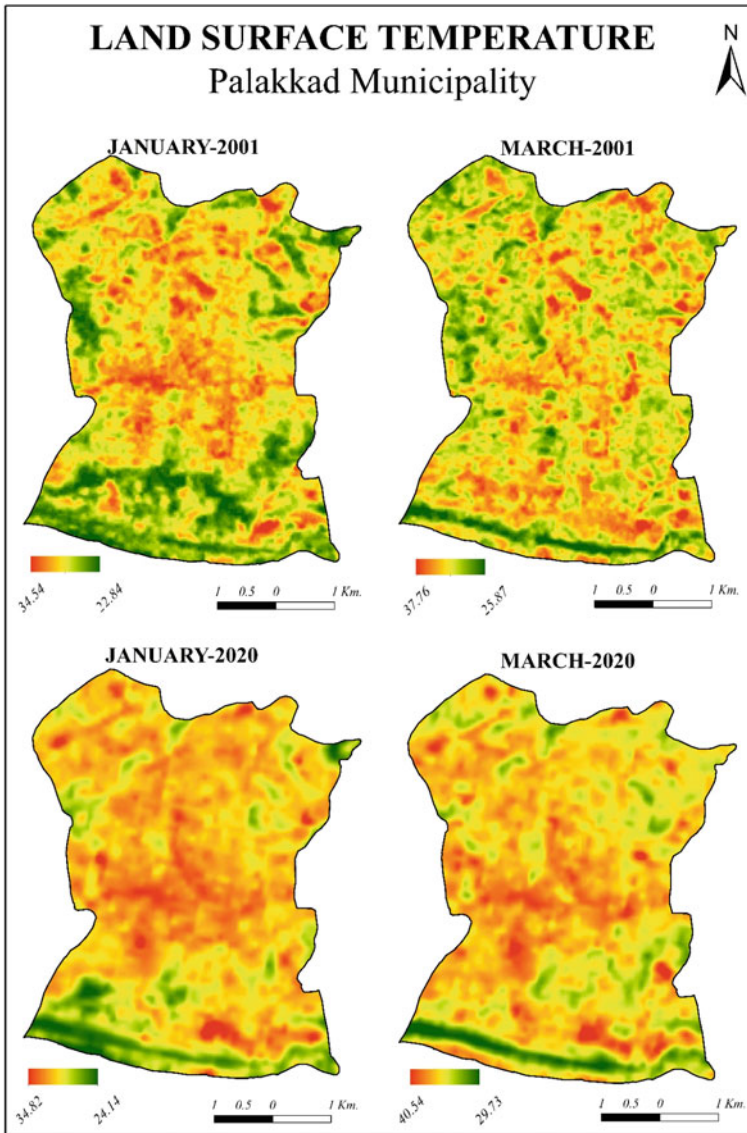 LAND SURFACE TEMPERATURE
N
Palakkad Municipality
JANUARY-2001
MARCH-2001
34.54
22.84
1 0.5 0 1 Km.
37.76
25.87
1 0.5 0 1 Km.
JANUARY-2020
MARCH-2020
34.82
24.14
1 0.5 0 1 Km.
40.54
29.73
1 0.5 0 1 Km.